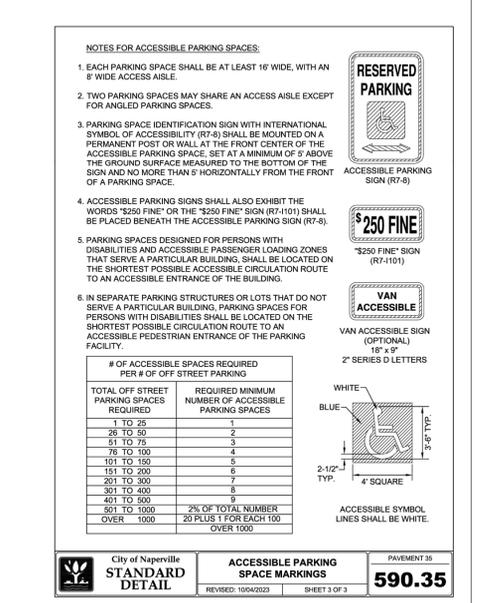 NOTES FOR ACCESSIBLE PARKING SPACES:
1. EACH PARKING SPACE SHALL BE AT LEAST 16' WIDE, WITH AN
8' WIDE ACCESS AISLE.
2. TWO PARKING SPACES MAY SHARE AN ACCESS AISLE EXCEPT
FOR ANGLED PARKING SPACES.
3. PARKING SPACE IDENTIFICATION SIGN WITH INTERNATIONAL
SYMBOL OF ACCESSIBILITY (R7-8) SHALL BE MOUNTED ON A
PERMANENT POST OR WALL AT THE FRONT CENTER OF THE
ACCESSIBLE PARKING SPACE, SET AT A MINIMUM OF 5' ABOVE
THE GROUND SURFACE MEASURED TO THE BOTTOM OF THE
SIGN AND NO MORE THAN 5' HORIZONTALLY FROM THE FRONT
OF A PARKING SPACE.
4. ACCESSIBLE PARKING SIGNS SHALL ALSO EXHIBIT THE
WORDS "$250 FINE" OR THE "$250 FINE" SIGN (R7-I101) SHALL
BE PLACED BENEATH THE ACCESSIBLE PARKING SIGN (R7-8).
5. PARKING SPACES DESIGNED FOR PERSONS WITH
DISABILITIES AND ACCESSIBLE PASSENGER LOADING ZONES
THAT SERVE A PARTICULAR BUILDING, SHALL BE LOCATED ON
THE SHORTEST POSSIBLE ACCESSIBLE CIRCULATION ROUTE
TO AN ACCESSIBLE ENTRANCE OF THE BUILDING.
6. IN SEPARATE PARKING STRUCTURES OR LOTS THAT DO NOT
SERVE A PARTICULAR BUILDING, PARKING SPACES FOR
PERSONS WITH DISABILITIES SHALL BE LOCATED ON THE
SHORTEST POSSIBLE CIRCULATION ROUTE TO AN
ACCESSIBLE PEDESTRIAN ENTRANCE OF THE PARKING
FACILITY.
RESERVED
PARKING
ACCESSIBLE PARKING
SIGN (R7-8)
$250 FINE
"$250 FINE" SIGN
(R7-I101)
VAN
ACCESSIBLE
VAN ACCESSIBLE SIGN
(OPTIONAL)
18" x 9"
2" SERIES D LETTERS
# OF ACCESSIBLE SPACES REQUIRED
PER # OF OFF STREET PARKING
TOTAL OFF STREET REQUIRED MINIMUM
PARKING SPACES NUMBER OF ACCESSIBLE
REQUIRED PARKING SPACES
1 TO 25 1
26 TO 50 2
51 TO 75 3
76 TO 100 4
101 TO 150 5
151 TO 200 6
201 TO 300 7
301 TO 400 8
401 TO 500 9
501 TO 1000 2% OF TOTAL NUMBER
OVER 1000 20 PLUS 1 FOR EACH 100
OVER 1000
WHITE
BLUE
3'-6" TYP.
2-1/2"
TYP.
4' SQUARE
ACCESSIBLE SYMBOL
LINES SHALL BE WHITE.
City of Naperville
STANDARD
DETAIL
ACCESSIBLE PARKING
SPACE MARKINGS
REVISED: 10/04/2023 SHEET 3 OF 3
PAVEMENT 35
590.35